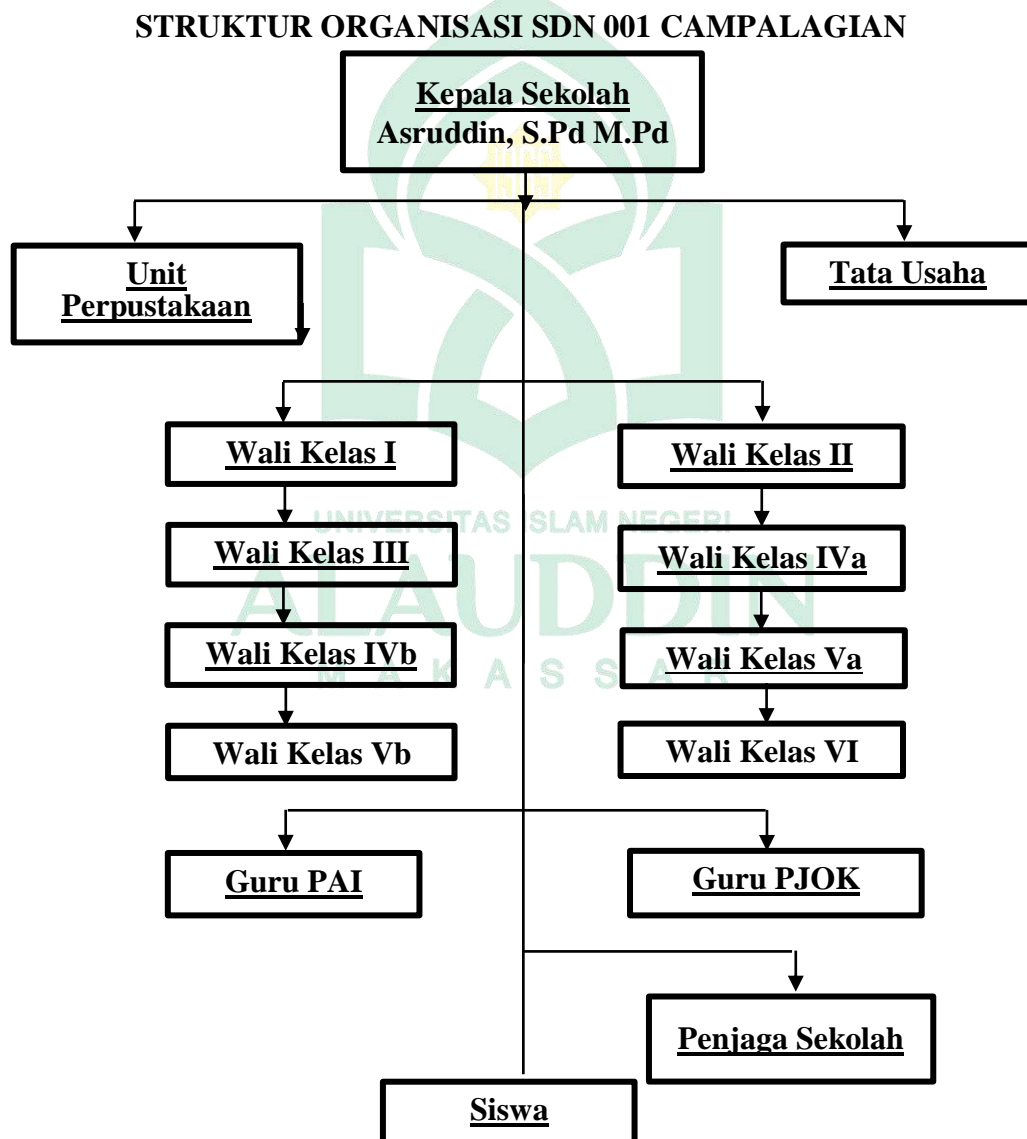 STRUKTUR ORGANISASI SDN 001 CAMPALAGIAN
Kepala Sekolah
Asruddin, S.Pd M.Pd
Unit
Perpustakaan
Tata Usaha
Wali Kelas I
Wali Kelas II
UNIVERSITAS ISLAM NEGERI
Wali Kelas III
Wali Kelas IVa
ALAUDDIN
Wali Kelas IVb
Wali Kelas Va
MAKASSAR
Wali Kelas Vb
Wali Kelas VI
Guru PAI
Guru PJOK
Penjaga Sekolah
Siswa